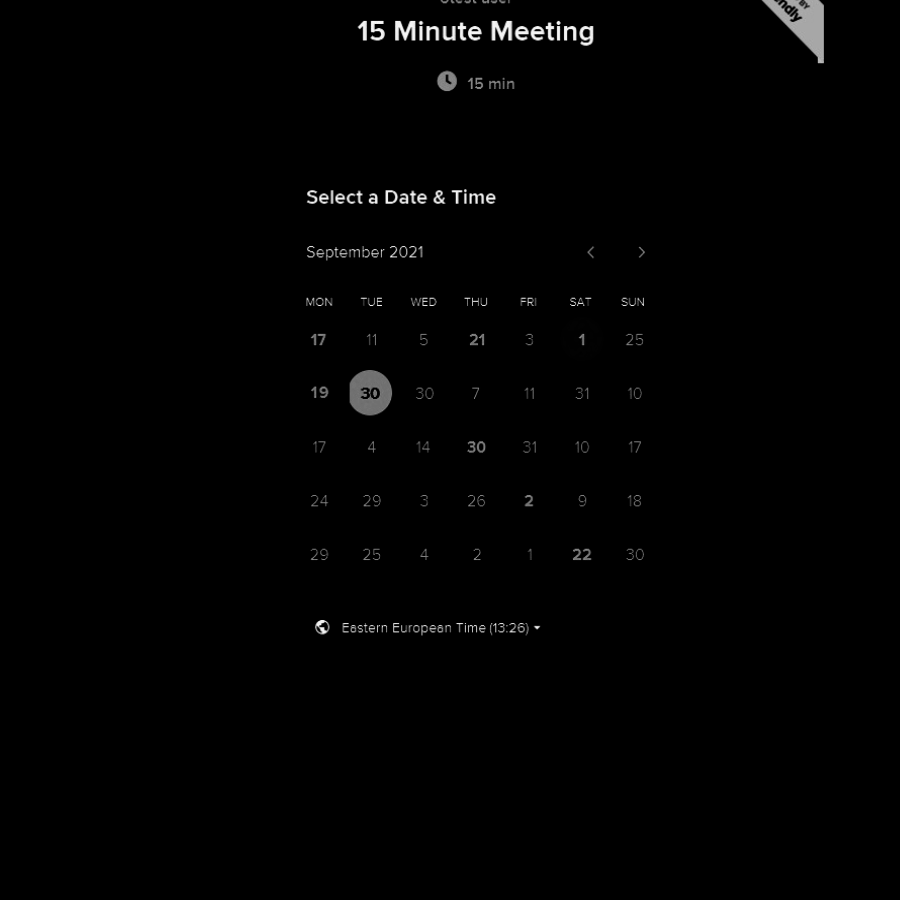 15 Minute Meeting
15 min
Select a Date & Time
September 2021
MON TUE WED THU FRI SAT SUN
17 11 5 21 3 1 25
19 30 30 7 11 31 10
17 4 14 30 31 10 17
24 29 3 26 2 9 18
29 25 4 2 1 22 30
Eastern European Time (13:26)